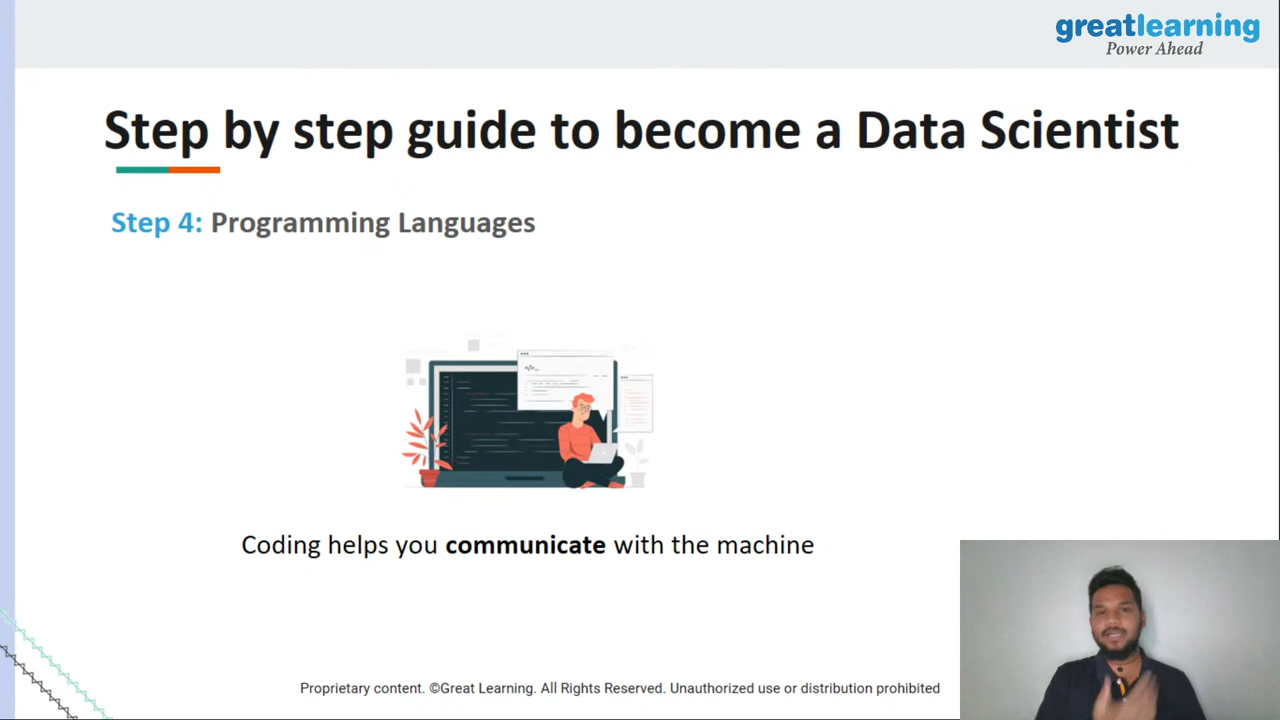 greatlearning
Power Ahead
Step by step guide to become a Data Scientist
Step 4: Programming Languages
</>...
Coding helps you communicate with the machine
Proprietary content. ©Great Learning. All Rights Reserved. Unauthorized use or distribution prohibited